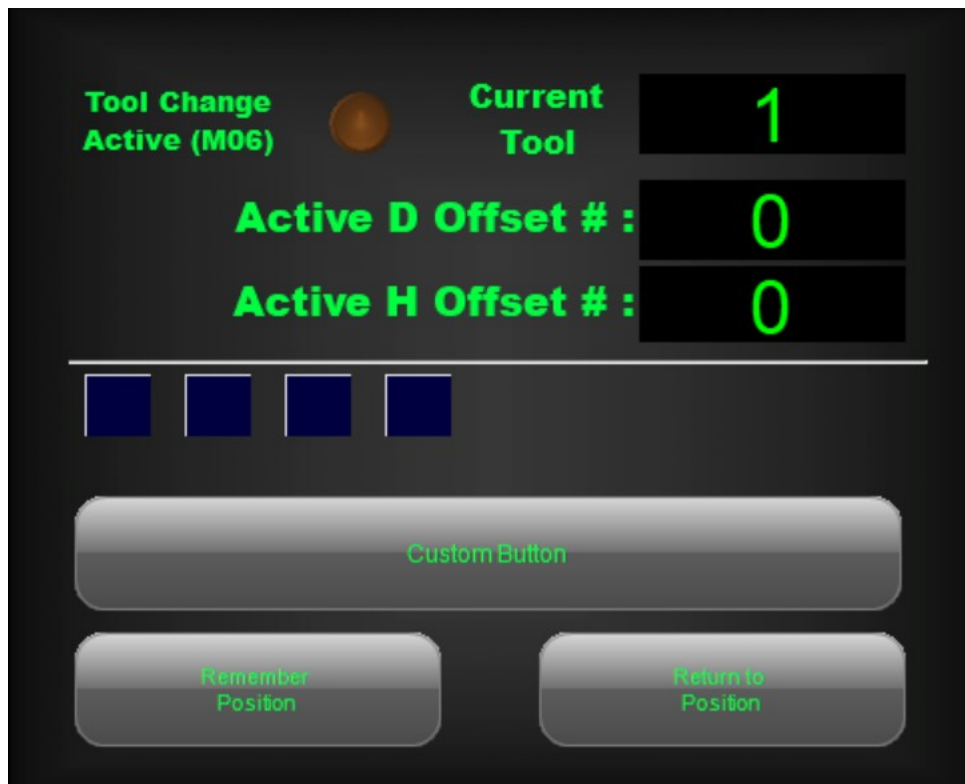 Tool Change
Active (M06)
Current
Tool
1
Active D Offset # :
0
Active H Offset # :
0
Custom Button
Remember
Position
Return to
Position